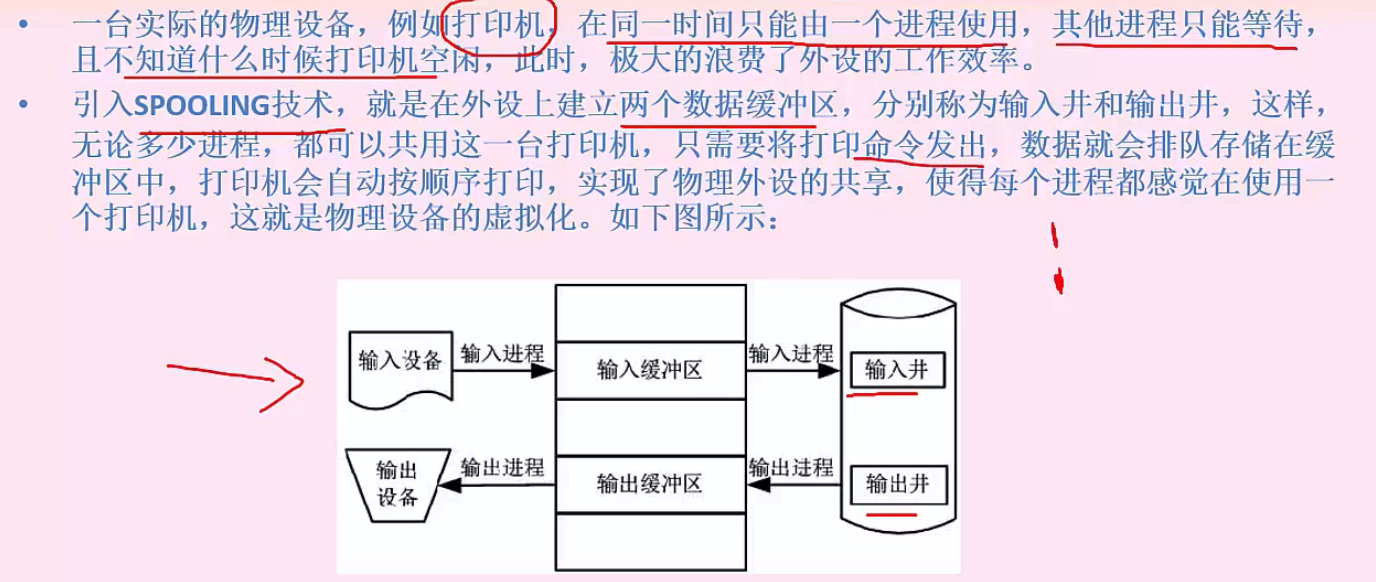 • 一台实际的物理设备，例如打印机，在同一时间只能由一个进程使用，其他进程只能等待，
且不知道什么时候打印机空闲，此时，极大的浪费了外设的工作效率。
• 引入SPOOLING技术，就是在外设上建立两个数据缓冲区，分别称为输入井和输出井，这样，
无论多少进程，都可以共用这一台打印机，只需要将打印命令发出，数据就会排队存储在缓
冲区中，打印机会自动按顺序打印，实现了物理外设的共享，使得每个进程都感觉在使用一
个打印机，这就是物理设备的虚拟化。如下图所示：
输入设备
输入进程
输入缓冲区
输入进程
输入井
输出
设备
输出进程
输出缓冲区
输出进程
输出井